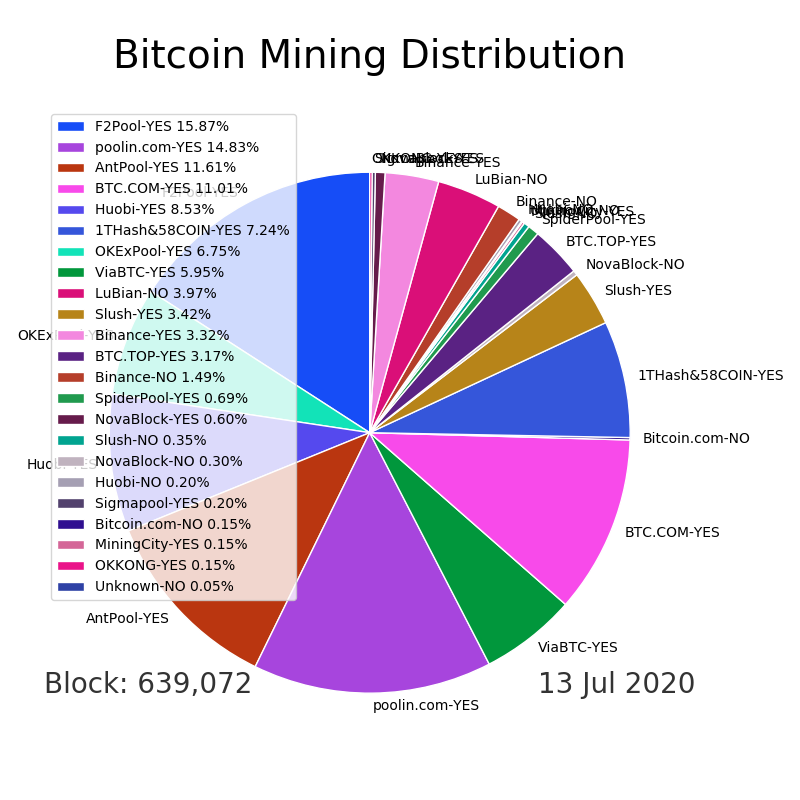 Bitcoin Mining Distribution
F2Pool-YES 15.87%
poolin.com-YES 14.83%
AntPool-YES 11.61%
BTC.COM-YES 11.01%
Huobi-YES 8.53%
1THash&58COIN-YES 7.24%
OKExPool-YES 6.75%
ViaBTC-YES 5.95%
LuBian-NO 3.97%
Slush-YES 3.42%
Binance-YES 3.32%
BTC.TOP-YES 3.17%
Binance-NO 1.49%
SpiderPool-YES 0.69%
NovaBlock-YES 0.60%
Slush-NO 0.35%
NovaBlock-NO 0.30%
Huobi-NO 0.20%
Sigmapool-YES 0.20%
Bitcoin.com-NO 0.15%
MiningCity-YES 0.15%
OKKONG-YES 0.15%
Unknown-NO 0.05%
Binance-YES
LuBian-NO
Binance-NO
SpiderPool-YES
BTC.TOP-YES
NovaBlock-NO
Slush-YES
1THash&58COIN-YES
Bitcoin.com-NO
BTC.COM-YES
ViaBTC-YES
poolin.com-YES
AntPool-YES
Huobi-YES
OKExPool-YES
F2Pool-YES
Block: 639,072
13 Jul 2020